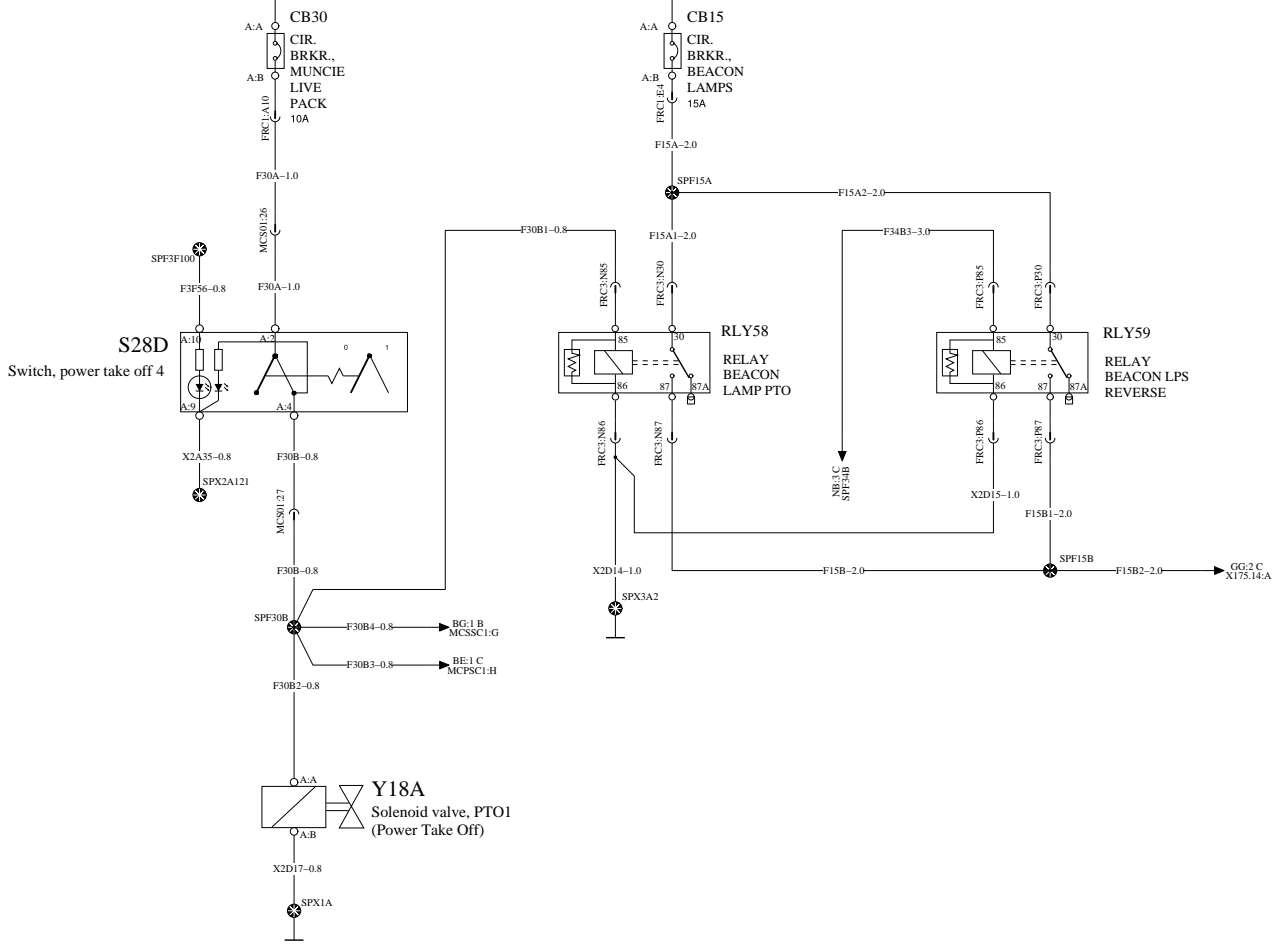 CB30
A:A
CIR.
BRKR.,
MUNCIE
LIVE
PACK
10A
A:B
FRC1:A10
F30A–1.0
MCS01:26
F30A–1.0
SPF3F100
F3F56–0.8
S28D
Switch, power take off 4
A:10
A:2
0
1
A:9
A:4
X2A35–0.8
SPX2A121
F30B–0.8
MCS01:27
F30B–0.8
SPF30B
F30B4–0.8
BG:1 B
MCSSC1:G
F30B3–0.8
BE:1 C
MCPSC1:H
F30B2–0.8
A:A
Y18A
Solenoid valve, PTO1
(Power Take Off)
A:B
X2D17–0.8
SPX1A
CB15
A:A
CIR.
BRKR.,
BEACON
LAMPS
15A
A:B
FRC1:E4
F15A–2.0
SPF15A
F15A2–2.0
F30B1–0.8
F15A1–2.0
F34B3–3.0
FRC3:N85
FRC3:N30
FRC3:P85
FRC3:P30
RLY58
RELAY
BEACON
LAMP PTO
85
30
86
87
87A
RLY59
RELAY
BEACON LPS
REVERSE
85
30
86
87
87A
FRC3:N86
FRC3:N87
FRC3:P86
FRC3:P87
NB:3 C
SPF34B
X2D15–1.0
F15B1–2.0
X2D14–1.0
F15B–2.0
SPF15B
F15B2–2.0
GG:2 C
X175.14:A
SPX3A2